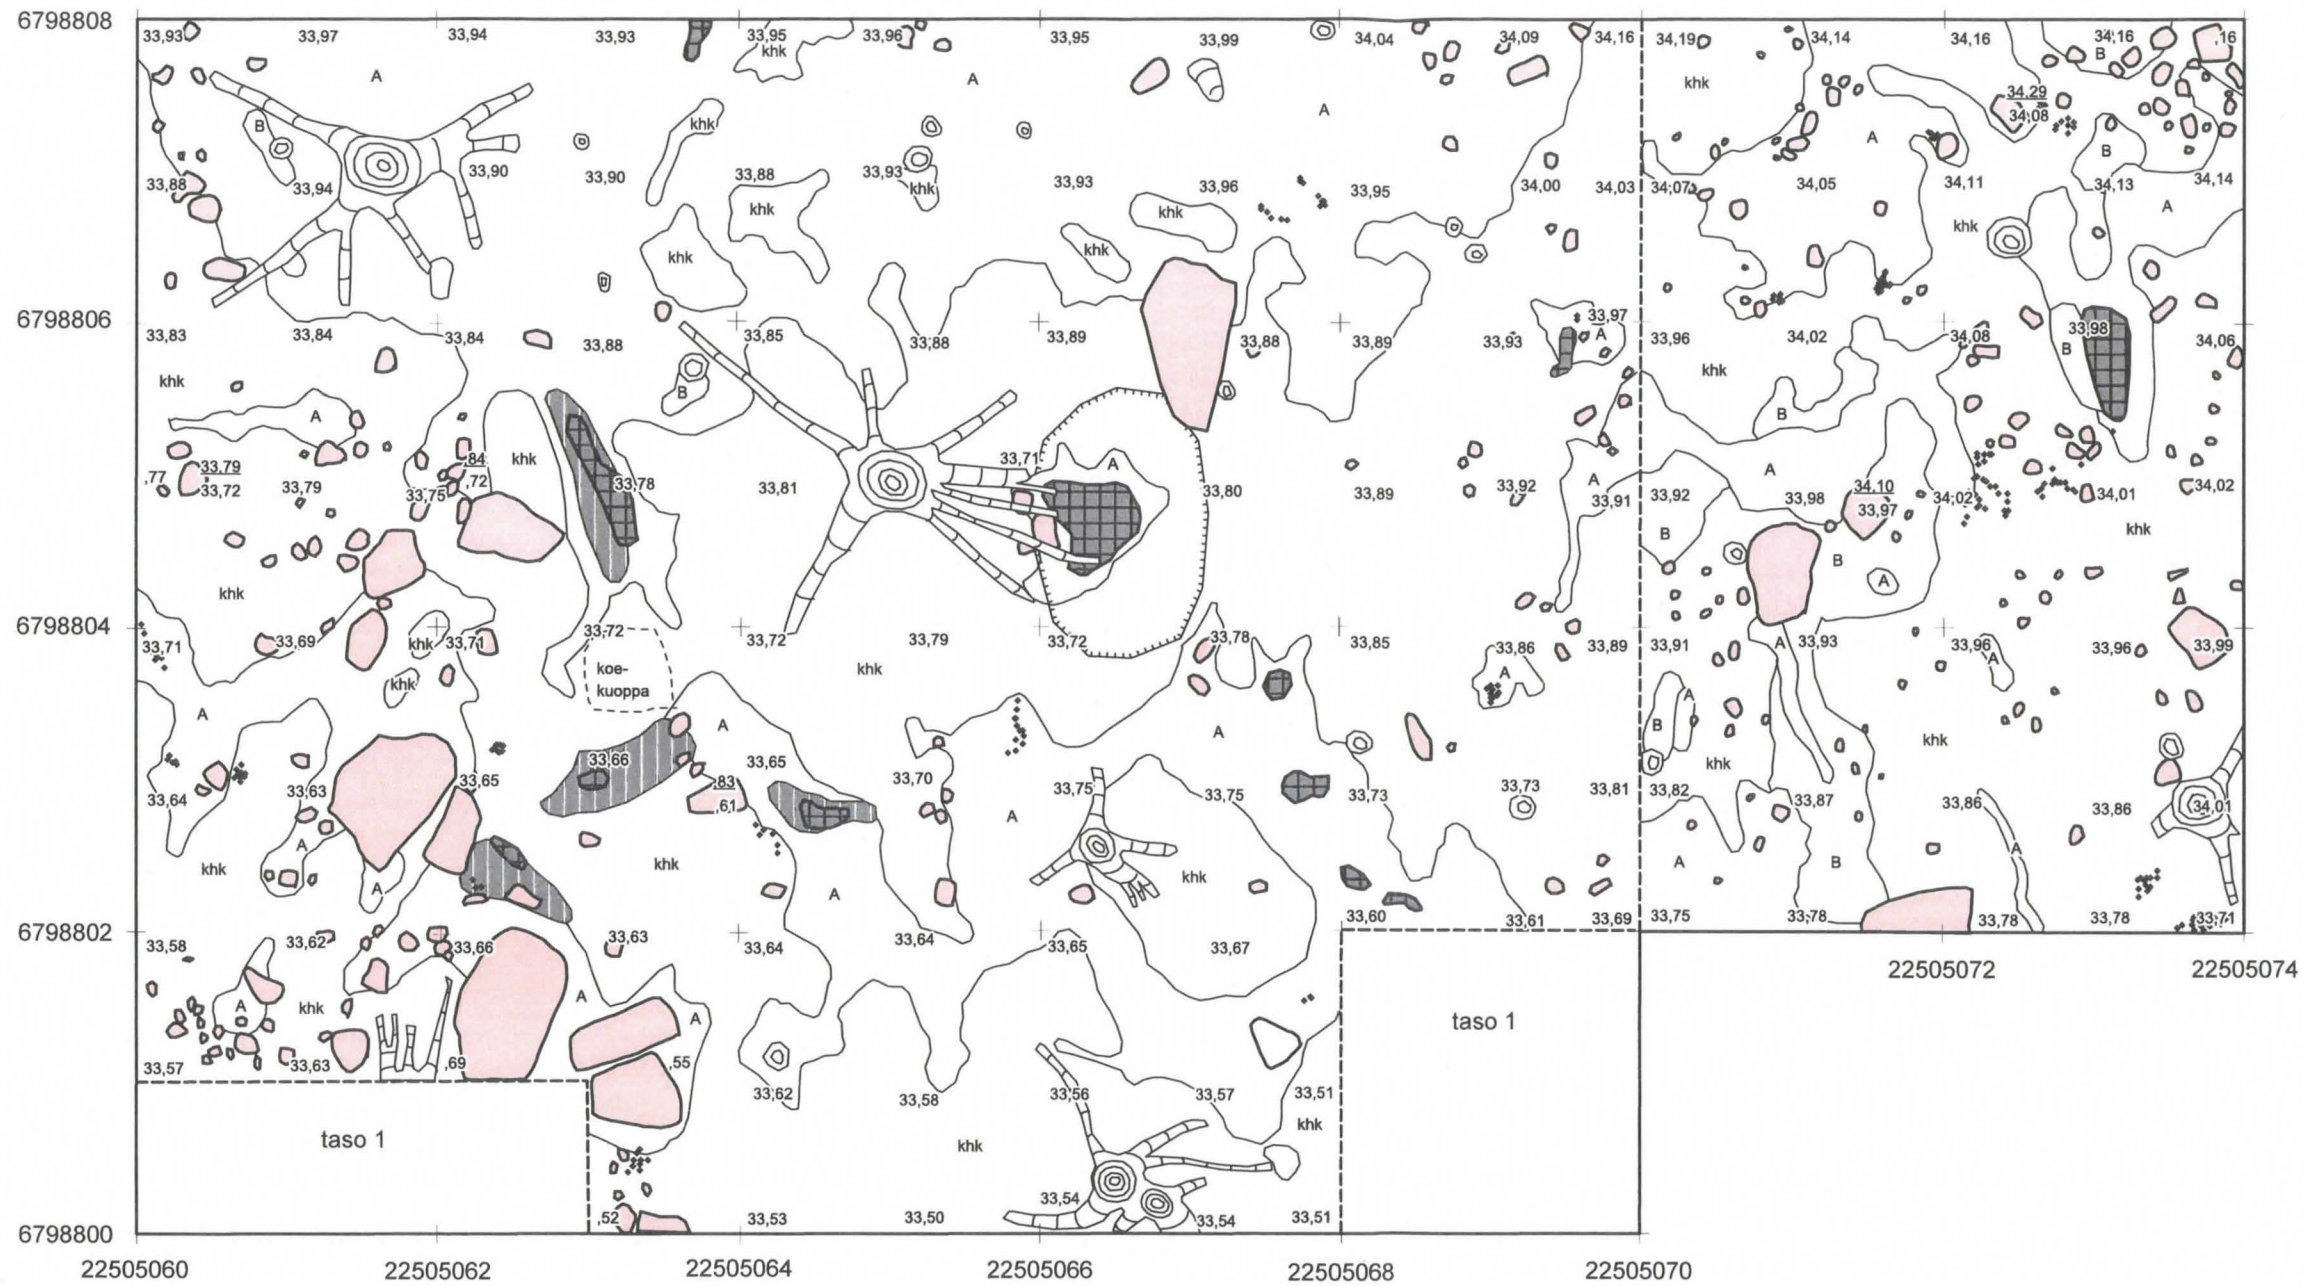 6798808
33,93 33,97 33,94 33,93 33,95 33,96 33,95 33,99 34,04 34,09 34,16 34,19 34,14 34,16 34,16 ,16
khk B
A A khk
A
34,29
B khk A 34,08
B
33,88 33,94 33,90 33,90 33,88 33,93 33,93 33,96 33,95 34,00 34,03 34,07 34,05 34,11 34,13 34,14
khk
khk khk A
khk khk khk
6798806
33,83 33,84 33,84 33,88 33,85 33,88 33,89 33,88 33,89 33,93 33,97 33,96 34,02 34,08 33,98 34,06
A B
khk khk
B
A B
33,79 ,84 khk 33,71 A A
,77 33,72 33,79 33,75 ,72 33,78 33,81 33,80 33,89 33,92 A 33,91 33,92 33,98 34,10 34,02 34,01 34,02
33,97
B khk
B
A
khk
6798804
33,71 33,69 khk 33,71 33,72 33,72 33,79 33,72 33,78 33,85 33,86 33,89 33,91 A 33,93 33,96 33,96 33,99
koe-
kuoppa
khk khk A A
A A A B A khk
khk
33,64 33,63 33,65 33,66 ,83 33,65 33,70 33,75 33,75 33,73 33,73 33,81 33,82 33,87 33,86 33,86 34,01
,61
A
A khk khk khk A B A
A A
33,60 33,61 33,69 33,75 33,78 33,78 33,78 33,71
6798802
33,58 33,62 33,66 33,63 33,64 33,64 33,65 33,67
22505072 22505074
A khk A A taso 1
33,57 33,63 ,69 ,55
33,62 33,58 33,56 33,57 33,51
khk
taso 1 khk
33,54
,52 33,53 33,50 33,54 33,51
6798800
22505060 22505062 22505064 22505066 22505068 22505070